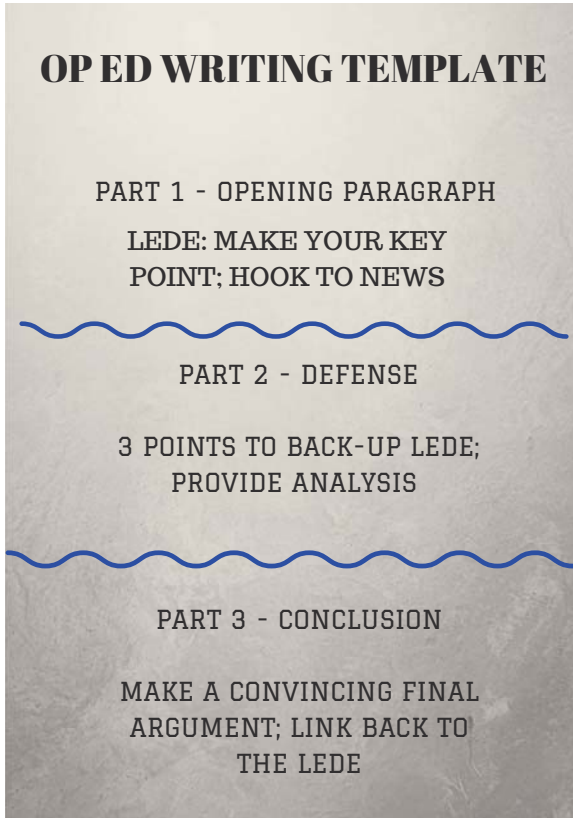 OP ED WRITING TEMPLATE
PART 1 - OPENING PARAGRAPH
LEDE: MAKE YOUR KEY
POINT; HOOK TO NEWS
PART 2 - DEFENSE
3 POINTS TO BACK-UP LEDE;
PROVIDE ANALYSIS
PART 3 - CONCLUSION
MAKE A CONVINCING FINAL
ARGUMENT; LINK BACK TO
THE LEDE